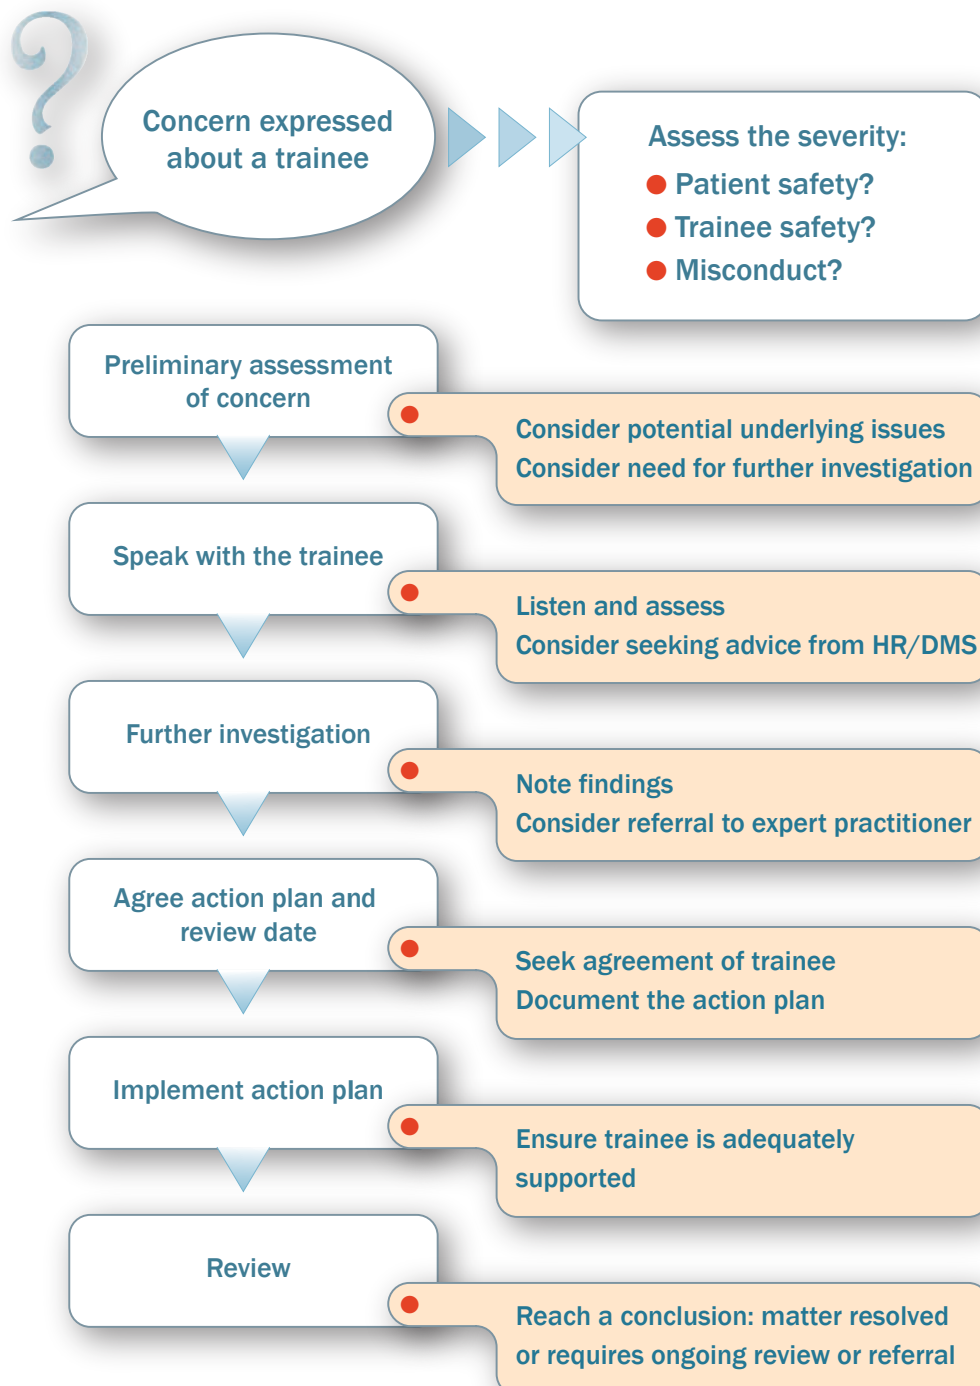 ?
Concern expressed
about a trainee
Assess the severity:
● Patient safety?
● Trainee safety?
● Misconduct?
Preliminary assessment
of concern
Consider potential underlying issues
Consider need for further investigation
Speak with the trainee
Listen and assess
Consider seeking advice from HR/DMS
Further investigation
Note findings
Consider referral to expert practitioner
Agree action plan and
review date
Seek agreement of trainee
Document the action plan
Implement action plan
Ensure trainee is adequately
supported
Review
Reach a conclusion: matter resolved
or requires ongoing review or referral